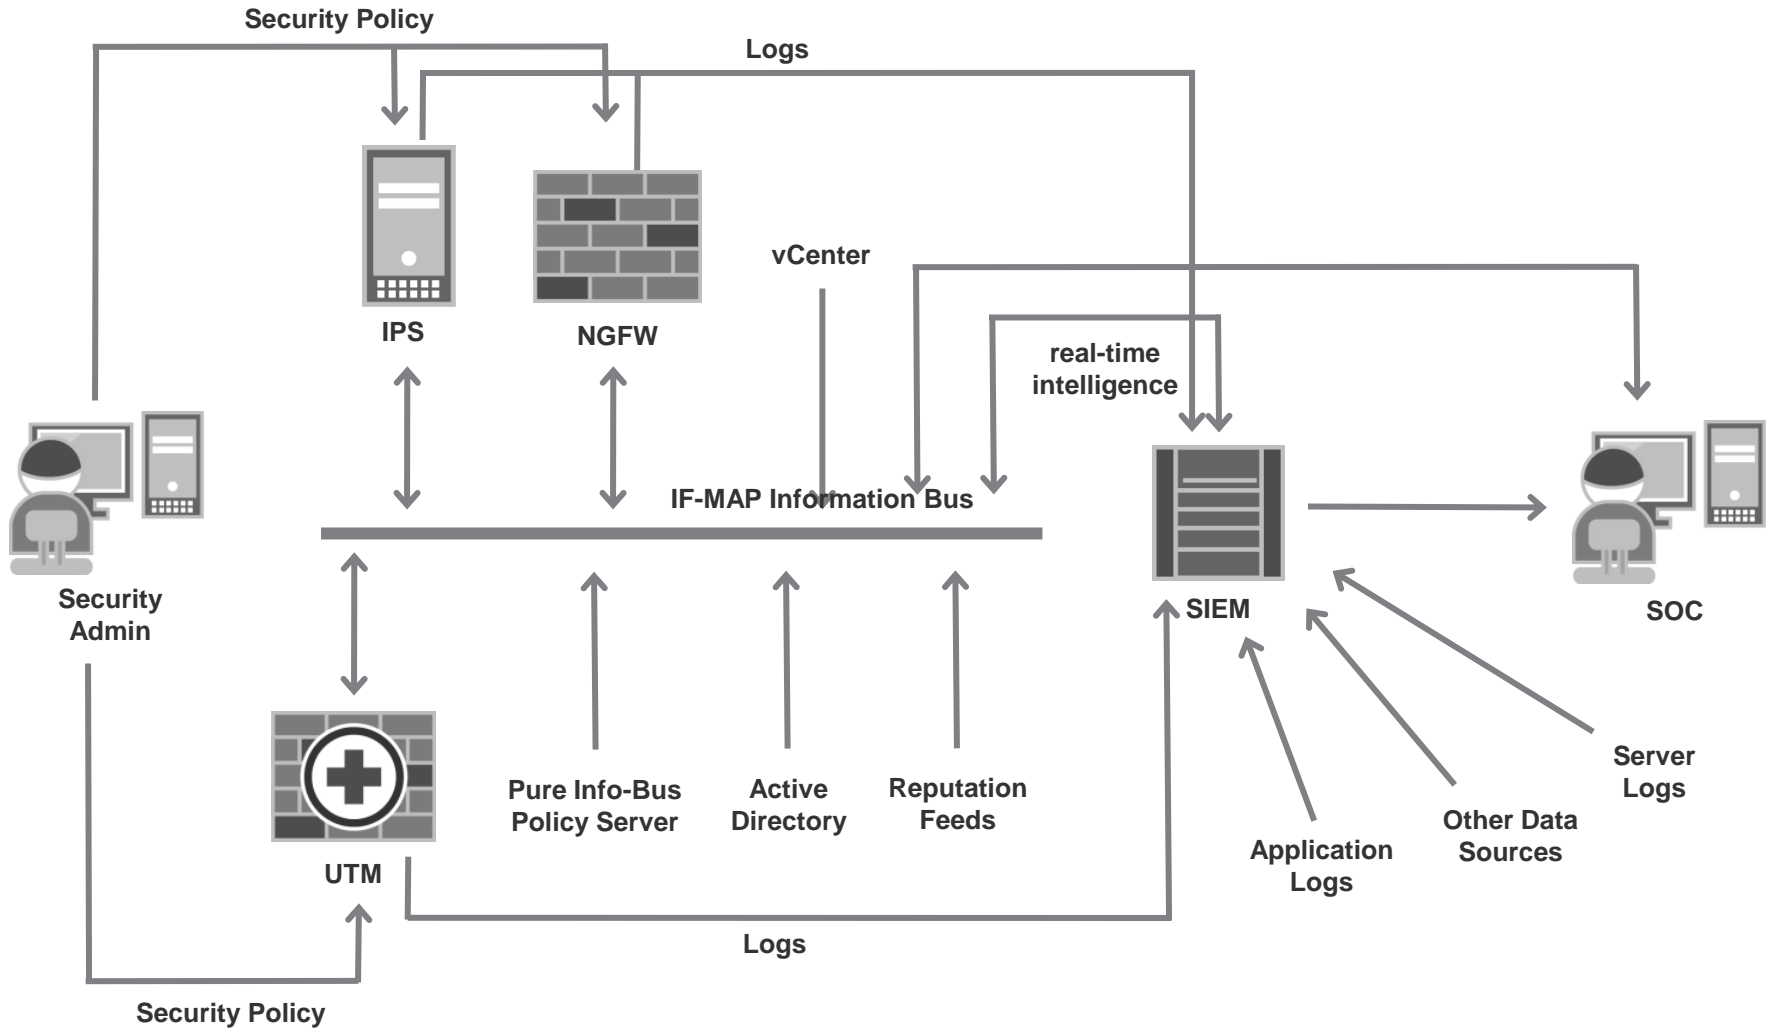 Security Policy
Logs
vCenter
IPS
NGFW
real-time
intelligence
IF-MAP Information Bus
Security
Admin
SIEM
SOC
Pure Info-Bus
Policy Server
Active
Directory
Reputation
Feeds
Server
Logs
Other Data
Sources
Application
Logs
UTM
Logs
Security Policy